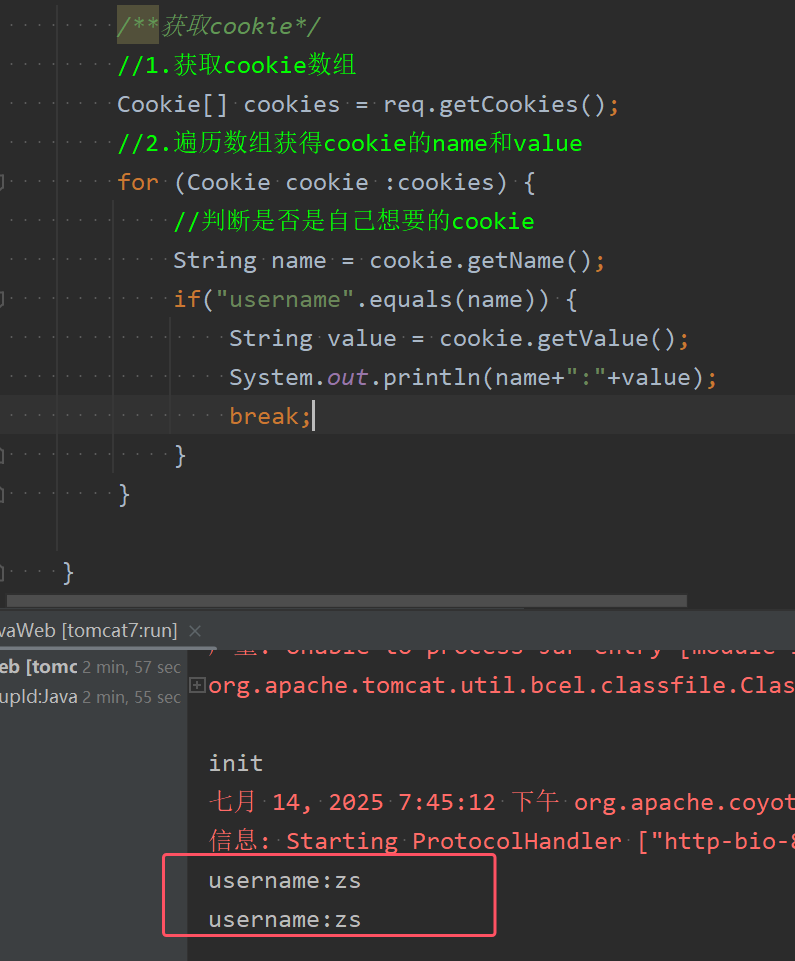 /**获取cookie*/
//1.获取cookie数组
Cookie[] cookies = req.getCookies();
//2.遍历数组获得cookie的name和value
for (Cookie cookie :cookies) {
//判断是否是自己想要的cookie
String name = cookie.getName();
if("username".equals(name)) {
String value = cookie.getValue();
System.out.println(name+":"+value);
break;
}
}
}
vaWeb [tomcat7:run]
eb [tomc 2 min, 57 sec
upId:Java 2 min, 55 sec
: Unable to process Jar entry [module-
org.apache.tomcat.util.bcel.classfile.Clas
init
七月 14, 2025 7:45:12 下午 org.apache.coyot
信息: Starting ProtocolHandler ["http-bio-8
username:zs
username:zs